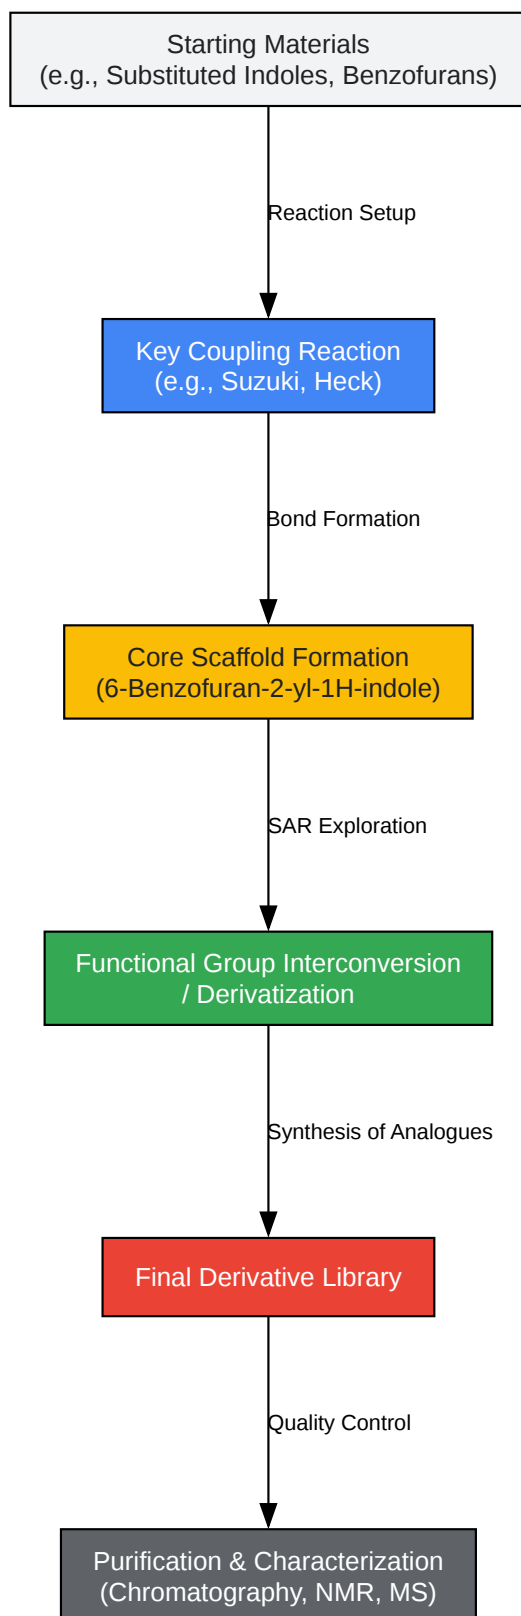 Starting Materials
(e.g., Substituted Indoles, Benzofurans)
Reaction Setup
Key Coupling Reaction
(e.g., Suzuki, Heck)
Bond Formation
Core Scaffold Formation
(6-Benzofuran-2-yl-1H-indole)
SAR Exploration
Functional Group Interconversion
/ Derivatization
Synthesis of Analogues
Final Derivative Library
Quality Control
Purification & Characterization
(Chromatography, NMR, MS)